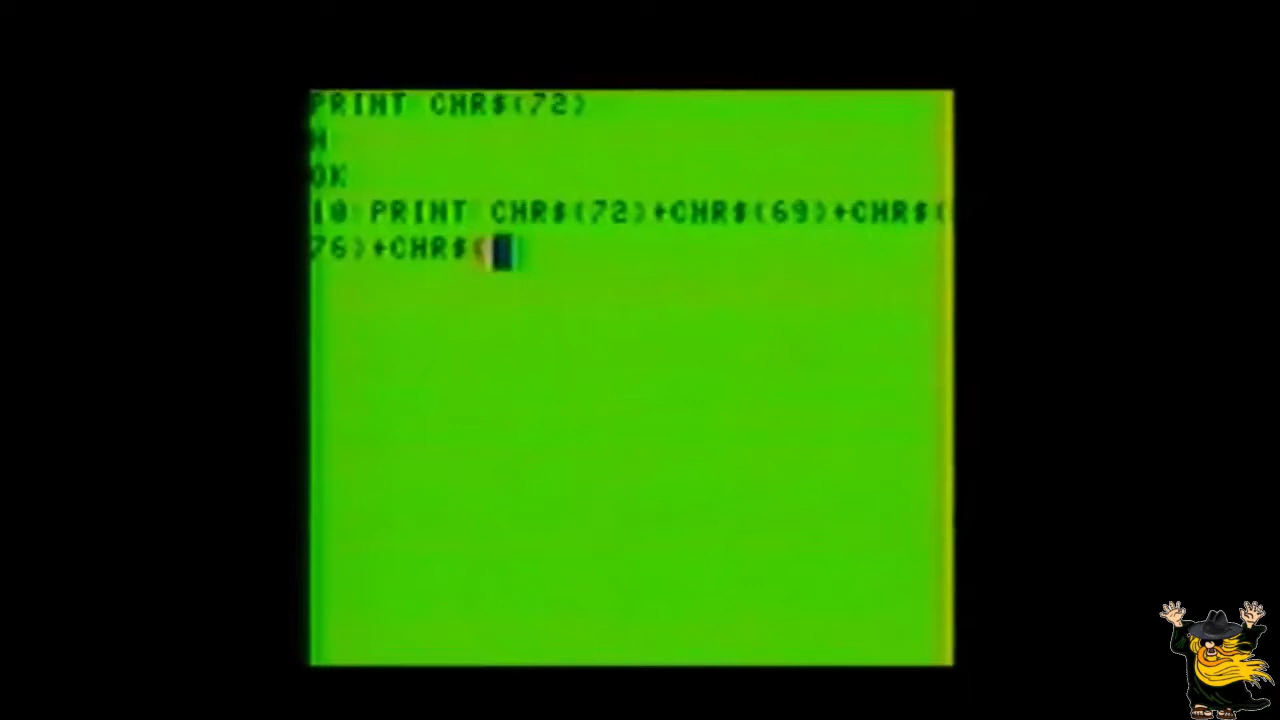 PRINT CHR$(72)
H
OK
10 PRINT CHR$(72)+CHR$(69)+CHR$(
76)+CHR$(